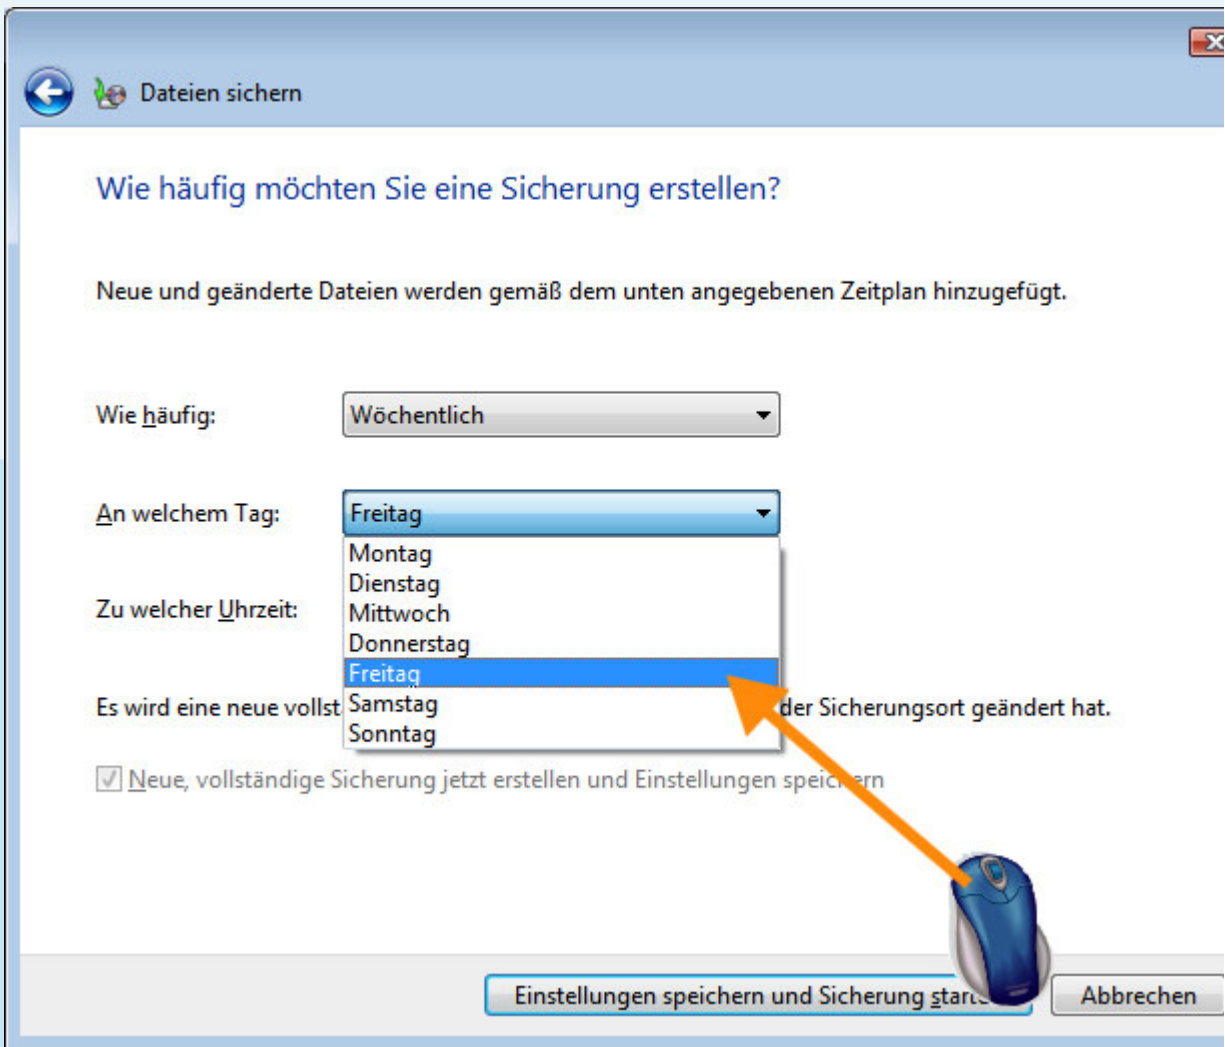 Dateien sichern
Wie häufig möchten Sie eine Sicherung erstellen?
Neue und geänderte Dateien werden gemäß dem unten angegebenen Zeitplan hinzugefügt.
Wie häufig: Wöchentlich
An welchem Tag: Freitag
Montag
Dienstag
Mittwoch
Donnerstag
Freitag
Samstag
Sonntag
Zu welcher Uhrzeit:
Es wird eine neue der Sicherungsort geändert hat.
Neue, vollständige Sicherung jetzt erstellen und Einstellungen speichern
Einstellungen speichern und Sicherung Abbrechen